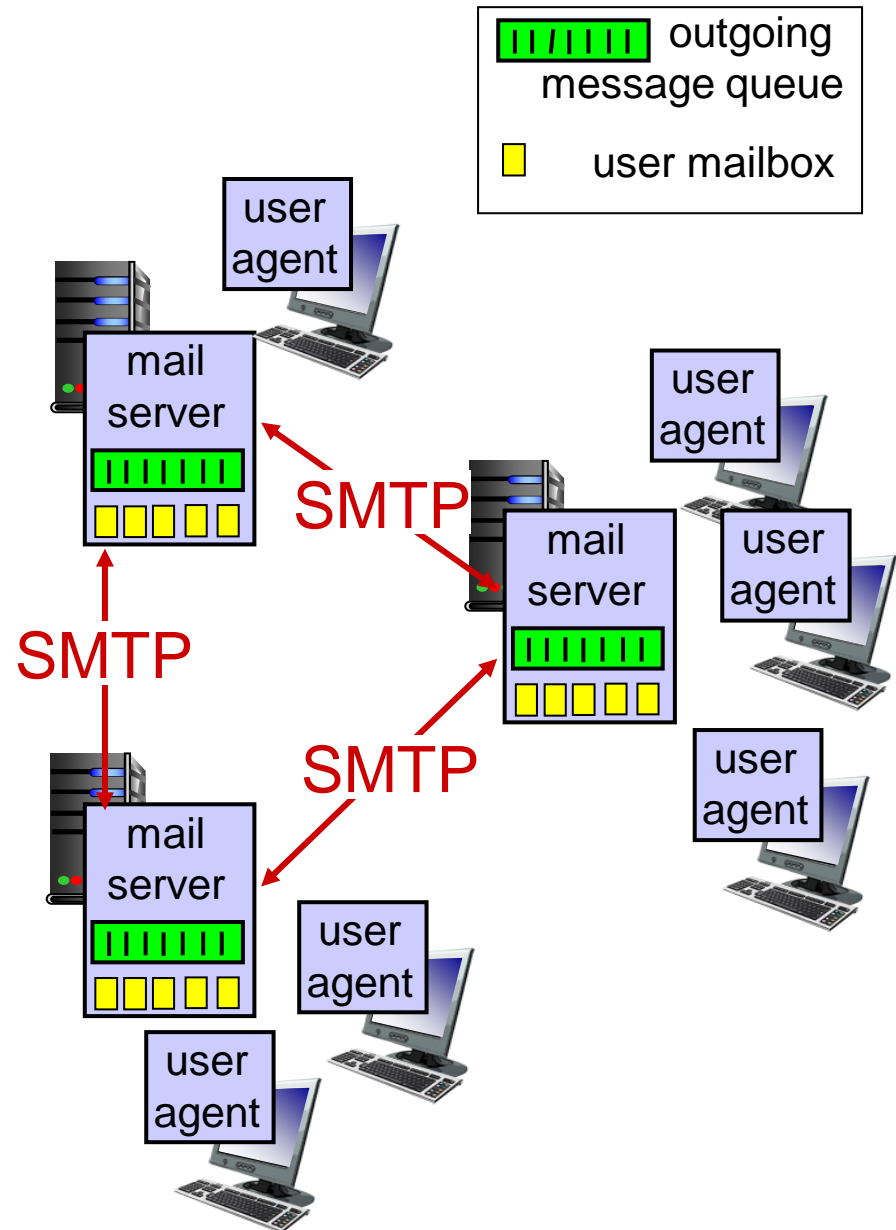 outgoing
message queue
user mailbox
user
agent
mail
server
SMTP
user
agent
mail
server
user
agent
SMTP
SMTP
user
agent
mail
server
user
agent
user
agent